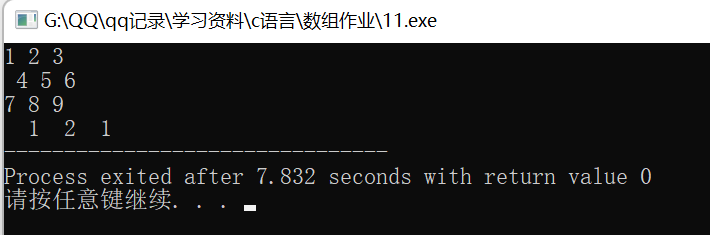 G:\QQ\qq记录\学习资料\c语言\数组作业\11.exe
1 2 3
 4 5 6
7 8 9
  1  2  1
--------------------------------
Process exited after 7.832 seconds with return value 0
请按任意键继续. . .